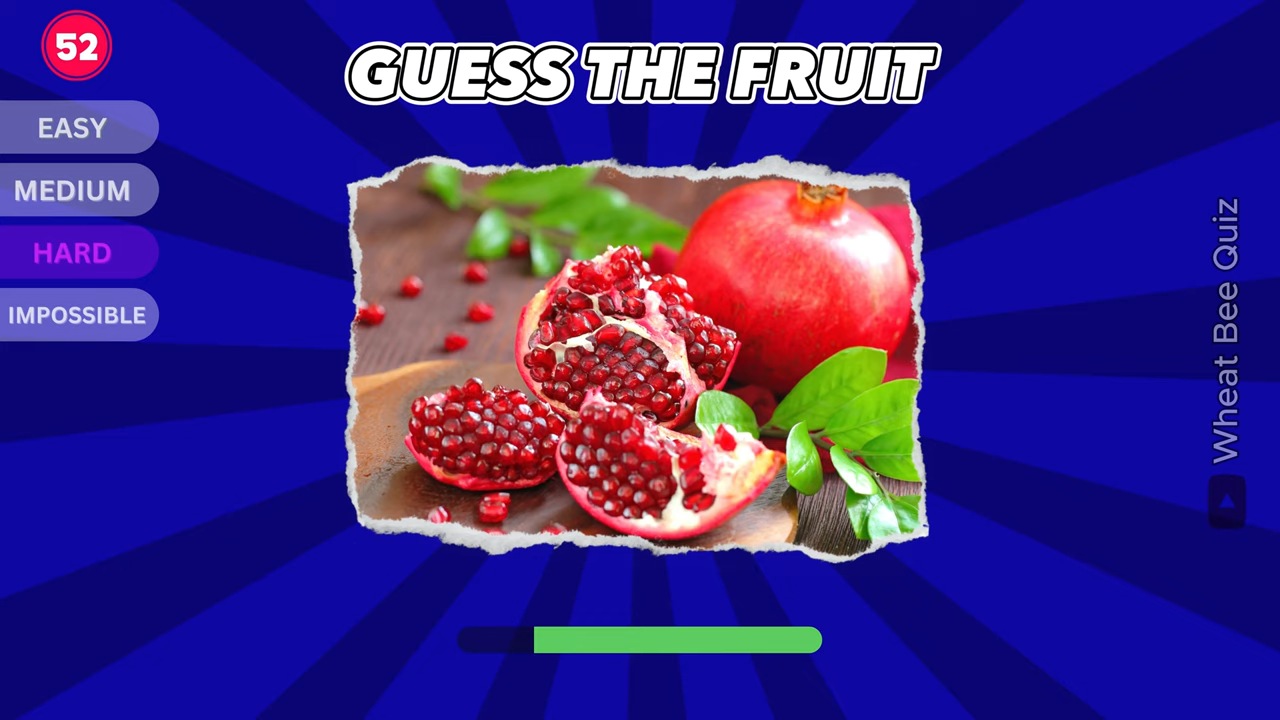 52
GUESS THE FRUIT
EASY
MEDIUM
HARD
IMPOSSIBLE
Wheat Bee Quiz